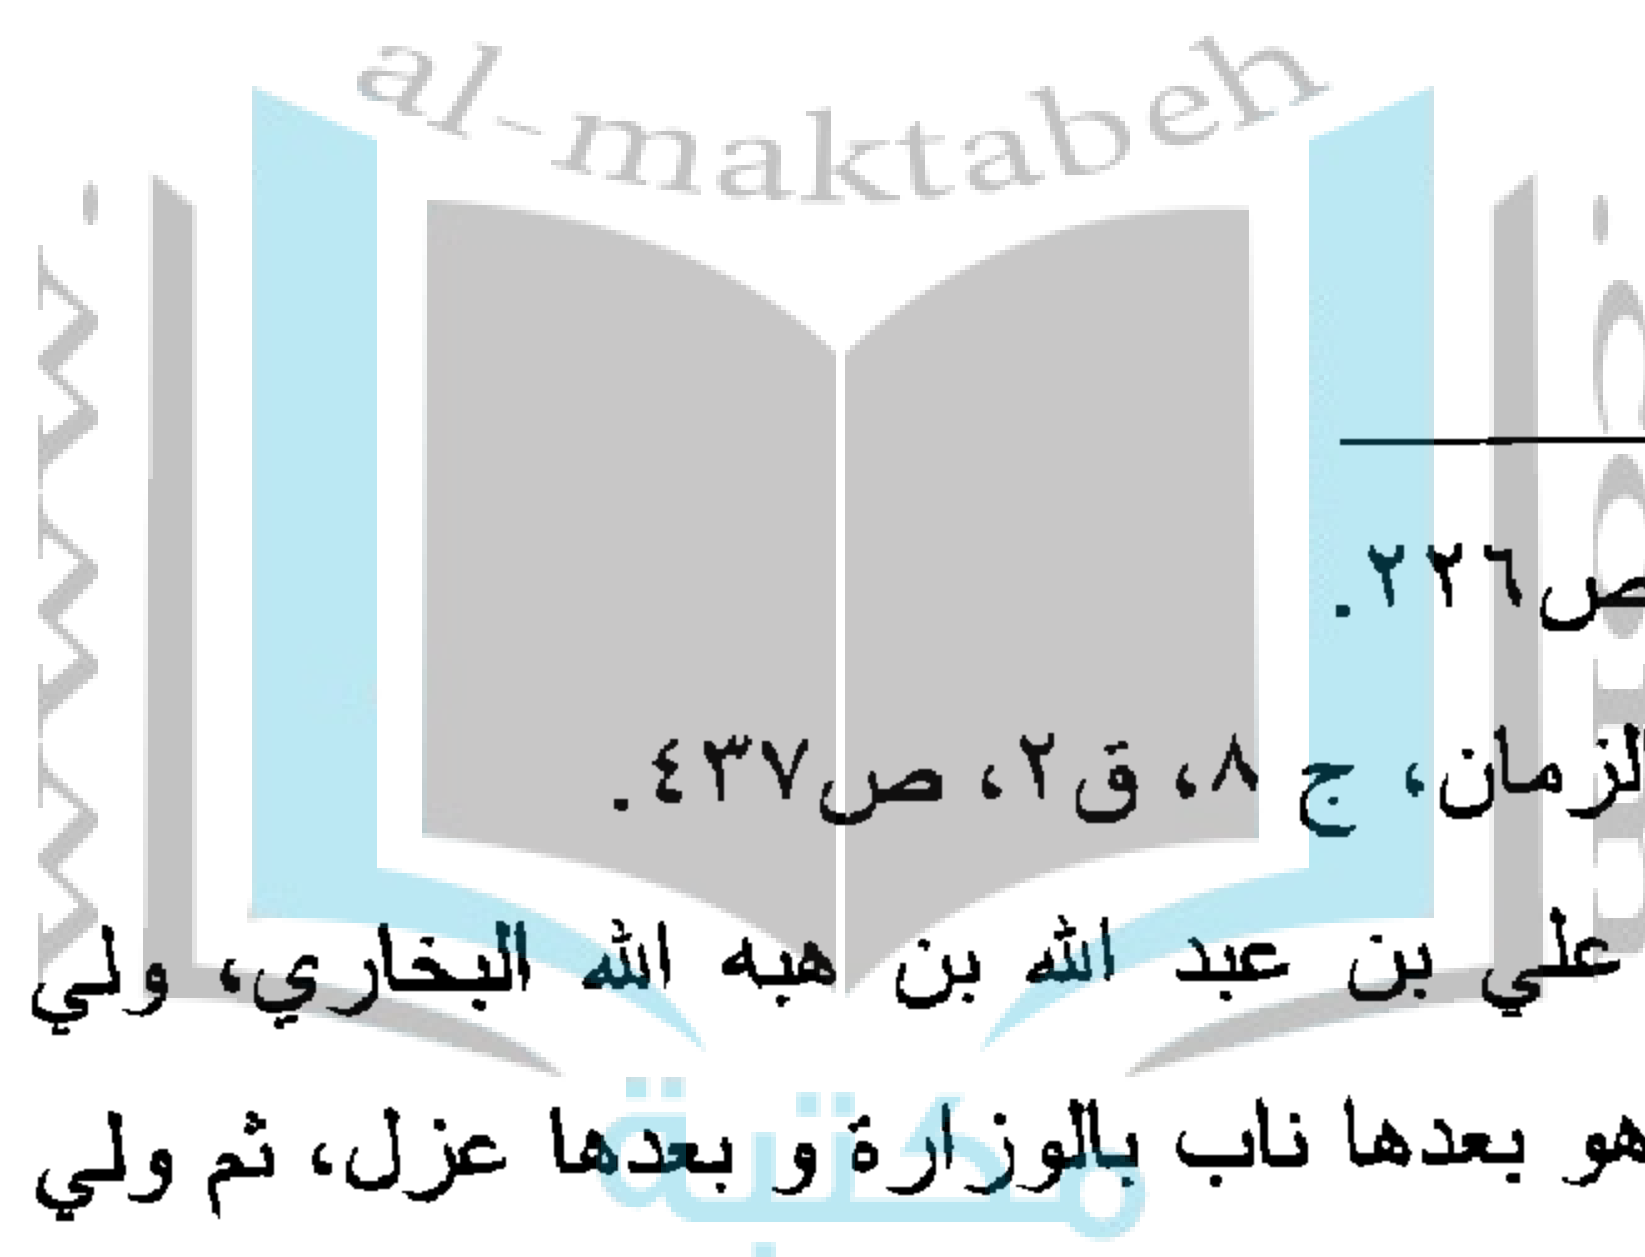 al-maktabeh
ص٢٢٦.
الزمان، ج ٨، ق٢، ص٤٣٧.
علي بن عبد الله بن هبه الله البخاري، ولي
هو بعدها ناب بالوزارة و بعدها عزل، ثم ولي
مكتبة